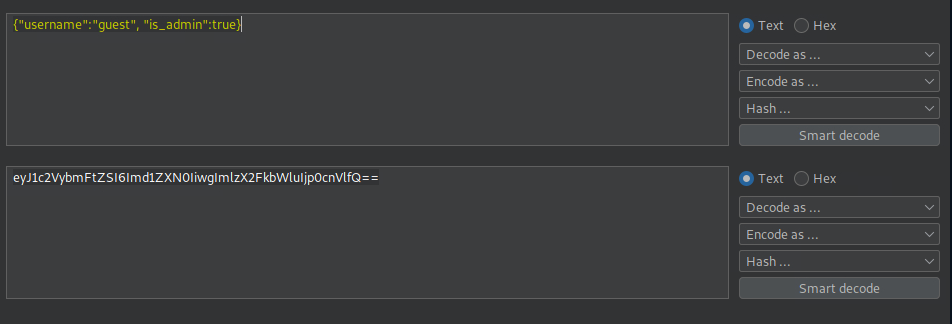 {"username":"guest", "is_admin":true}
Text Hex
Decode as ...
Encode as ...
Hash ...
Smart decode
eyJ1c2VybmFtZSI6Imd1ZXN0IiwgImlzX2FkbWluIjp0cnVlfQ==
Text Hex
Decode as ...
Encode as ...
Hash ...
Smart decode